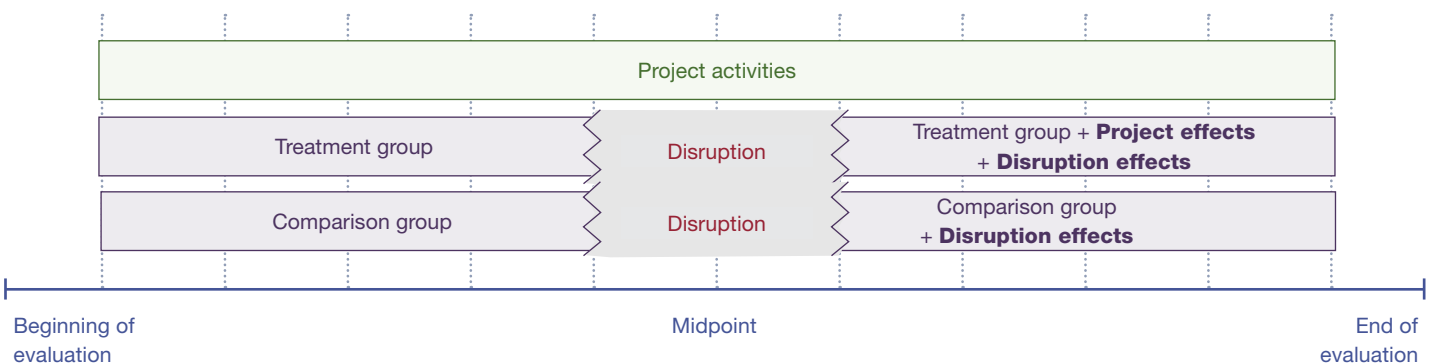 Project activities
Treatment group
Disruption
Treatment group + Project effects
+ Disruption effects
Comparison group
Disruption
Comparison group
+ Disruption effects
Beginning of
evaluation
Midpoint
End of
evaluation